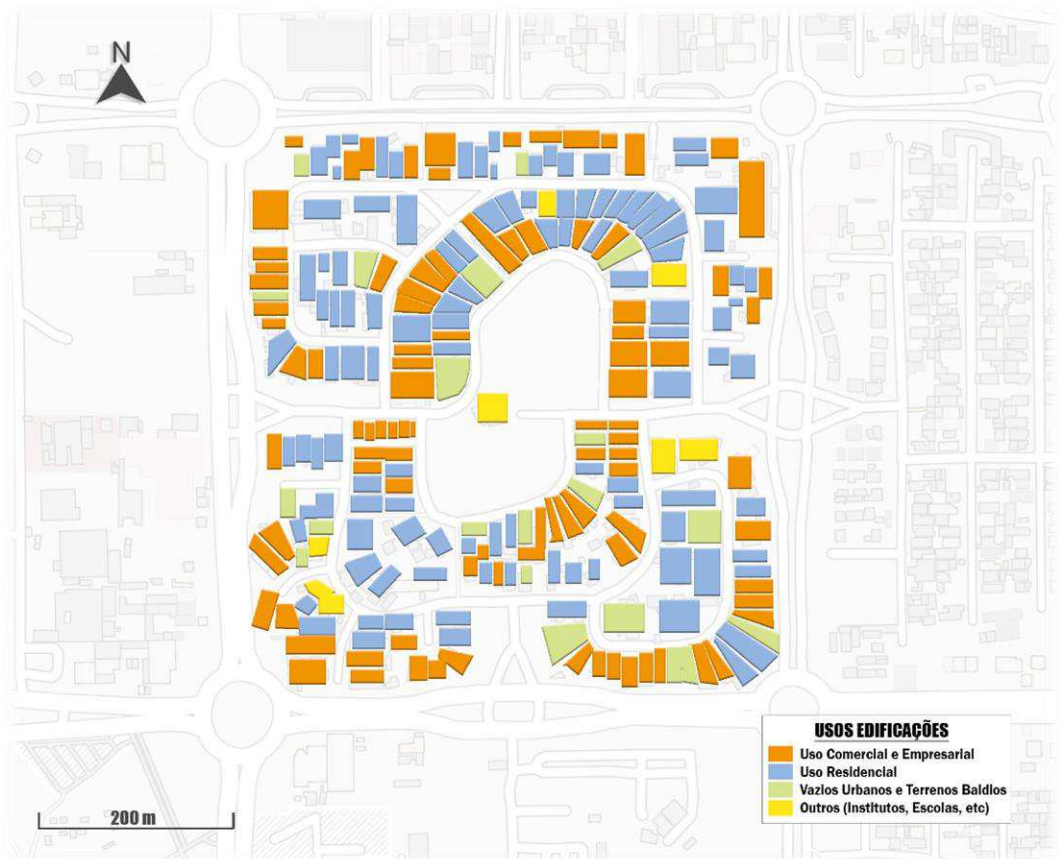 N
USOS EDIFICAÇÕES
Uso Comercial e Empresarial
Uso Residencial
Vazios Urbanos e Terrenos Baldios
Outros (Institutos, Escolas, etc)
200 m